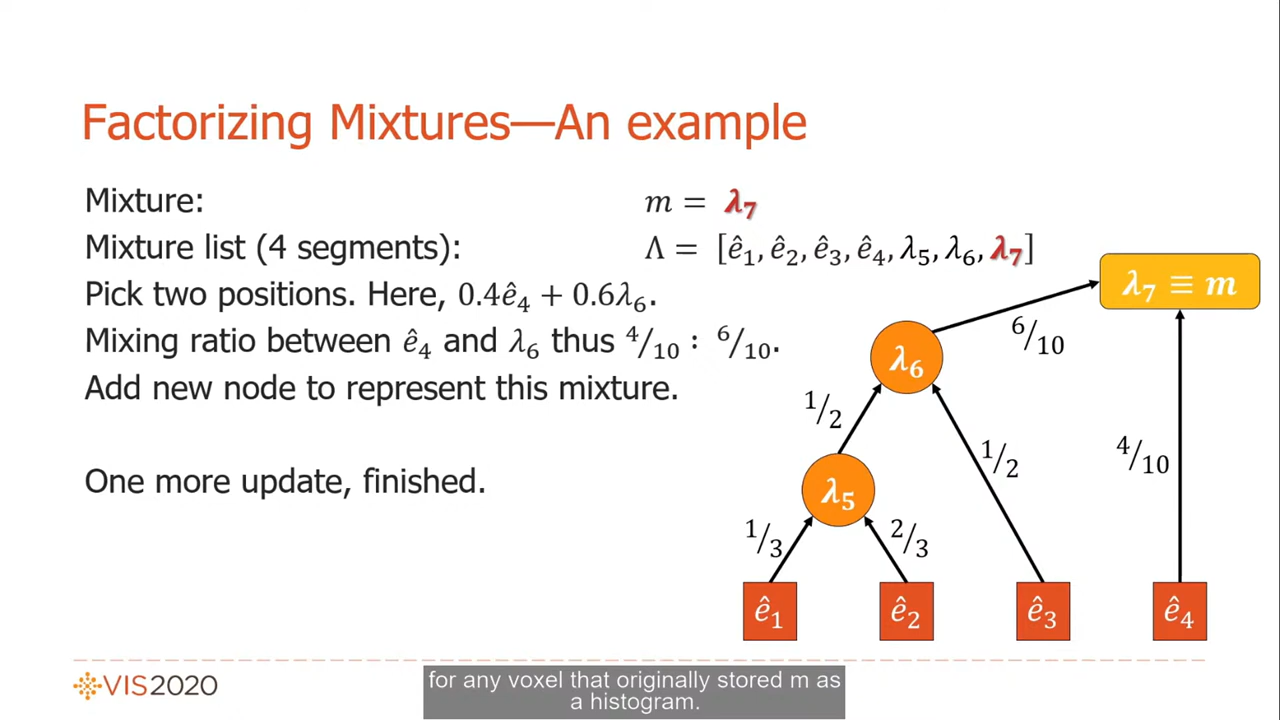 Factorizing Mixtures—An example
Mixture: m = λ₇
Mixture list (4 segments): Λ = [ê₁, ê₂, ê₃, ê₄, λ₅, λ₆, λ₇]
Pick two positions. Here, 0.4ê₄ + 0.6λ₆.
Mixing ratio between ê₄ and λ₆ thus 4/10 : 6/10.
Add new node to represent this mixture.
One more update, finished.
λ₇ ≡ m
6/10
λ₆
1/2
1/2
4/10
λ₅
1/3
2/3
ê₁ ê₂ ê₃ ê₄
VIS2020
for any voxel that originally stored m as
a histogram.